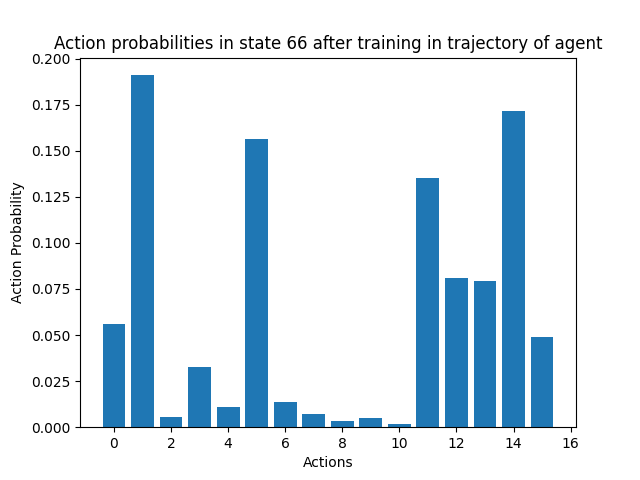 Action probabilities in state 66 after training in trajectory of agent
0.200
0.175
0.150
0.125
0.100
0.075
0.050
0.025
0.000
Action Probability
0 2 4 6 8 10 12 14 16
Actions